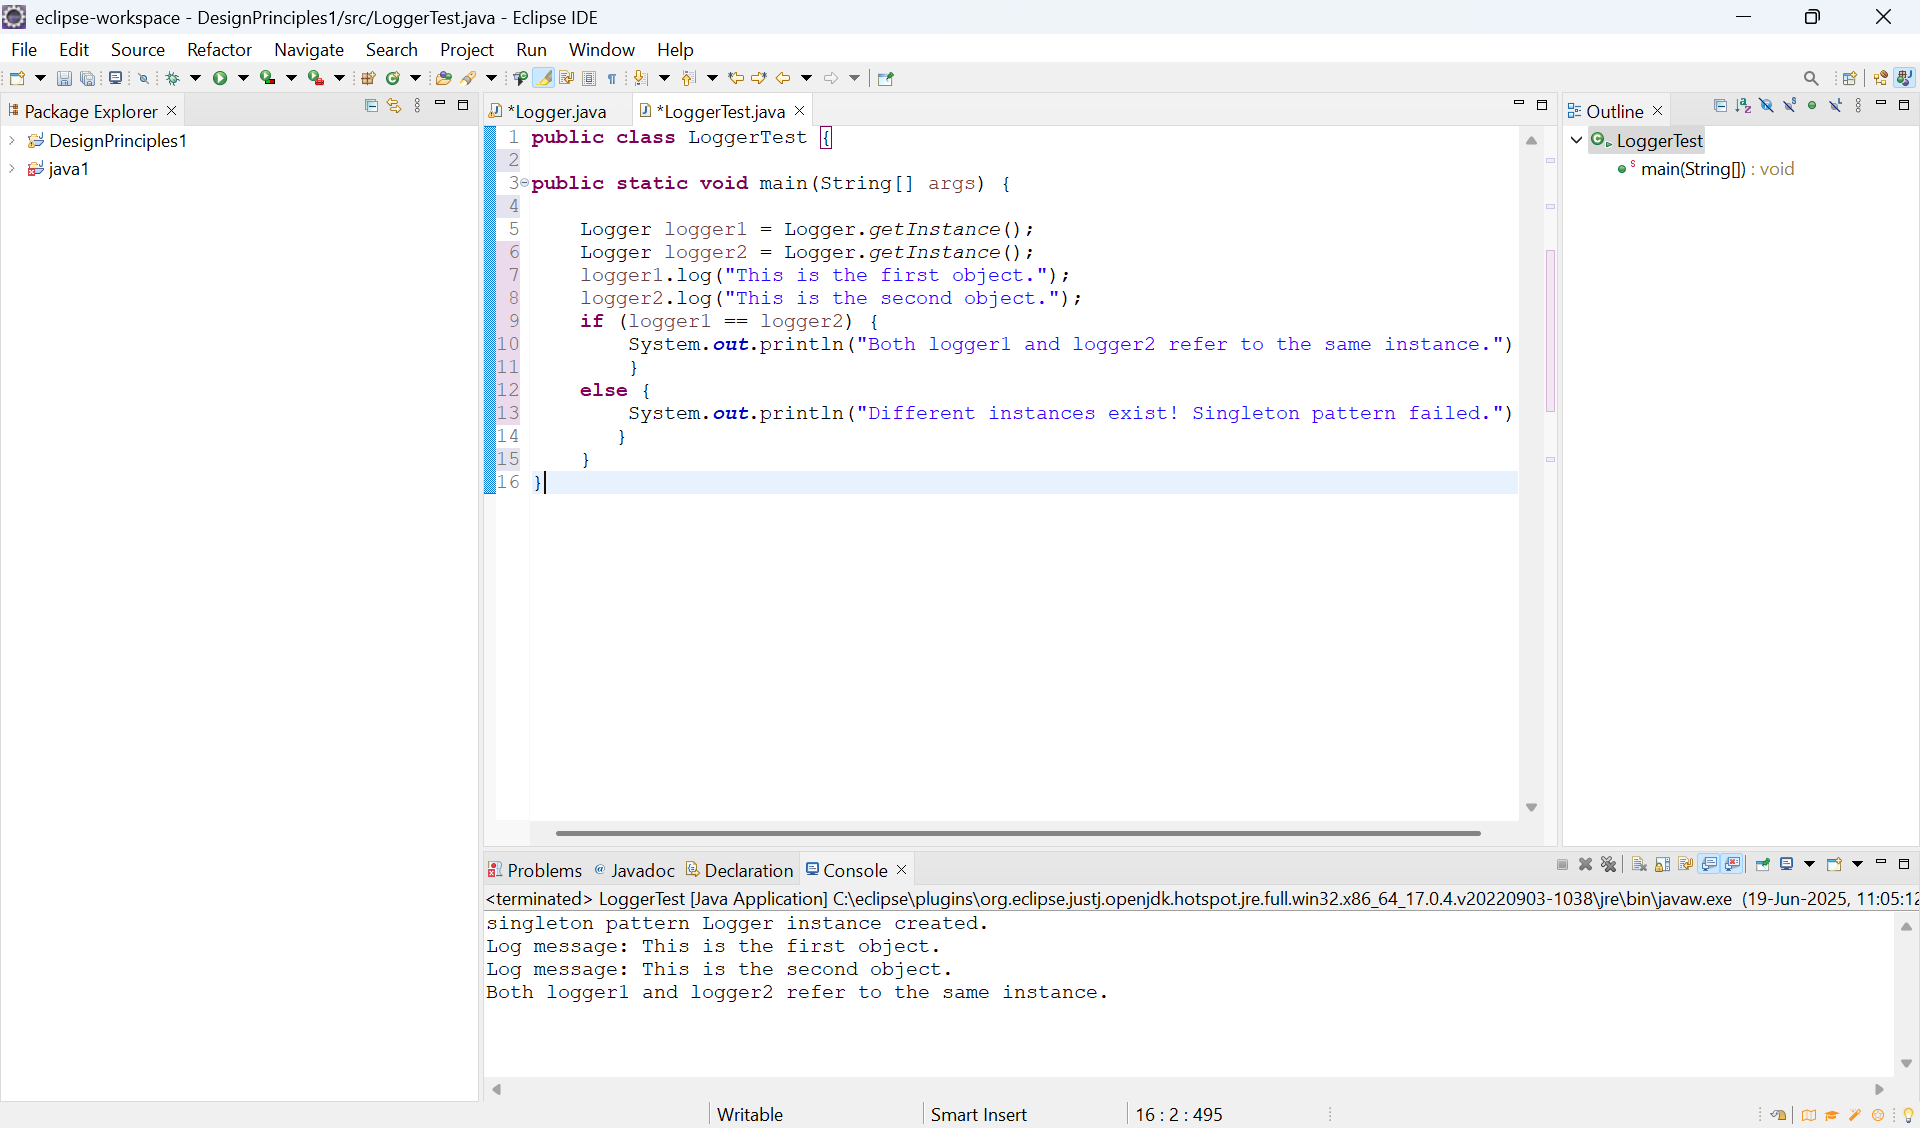 eclipse-workspace - DesignPrinciples1/src/LoggerTest.java - Eclipse IDE
File Edit Source Refactor Navigate Search Project Run Window Help
Package Explorer
DesignPrinciples1
java1
*Logger.java *LoggerTest.java
1 public class LoggerTest {
2
3 public static void main(String[] args) {
4
5 Logger logger1 = Logger.getInstance();
6 Logger logger2 = Logger.getInstance();
7 logger1.log("This is the first object.");
8 logger2.log("This is the second object.");
9 if (logger1 == logger2) {
10 System.out.println("Both logger1 and logger2 refer to the same instance.")
11 }
12 else {
13 System.out.println("Different instances exist! Singleton pattern failed.")
14 }
15 }
16 }
Outline
LoggerTest
main(String[]) : void
Problems Javadoc Declaration Console
<terminated> LoggerTest [Java Application] C:\eclipse\plugins\org.eclipse.justj.openjdk.hotspot.jre.full.win32.x86_64_17.0.4.v20220903-1038\jre\bin\javaw.exe (19-Jun-2025, 11:05:12
singleton pattern Logger instance created.
Log message: This is the first object.
Log message: This is the second object.
Both logger1 and logger2 refer to the same instance.
Writable Smart Insert 16 : 2 : 495